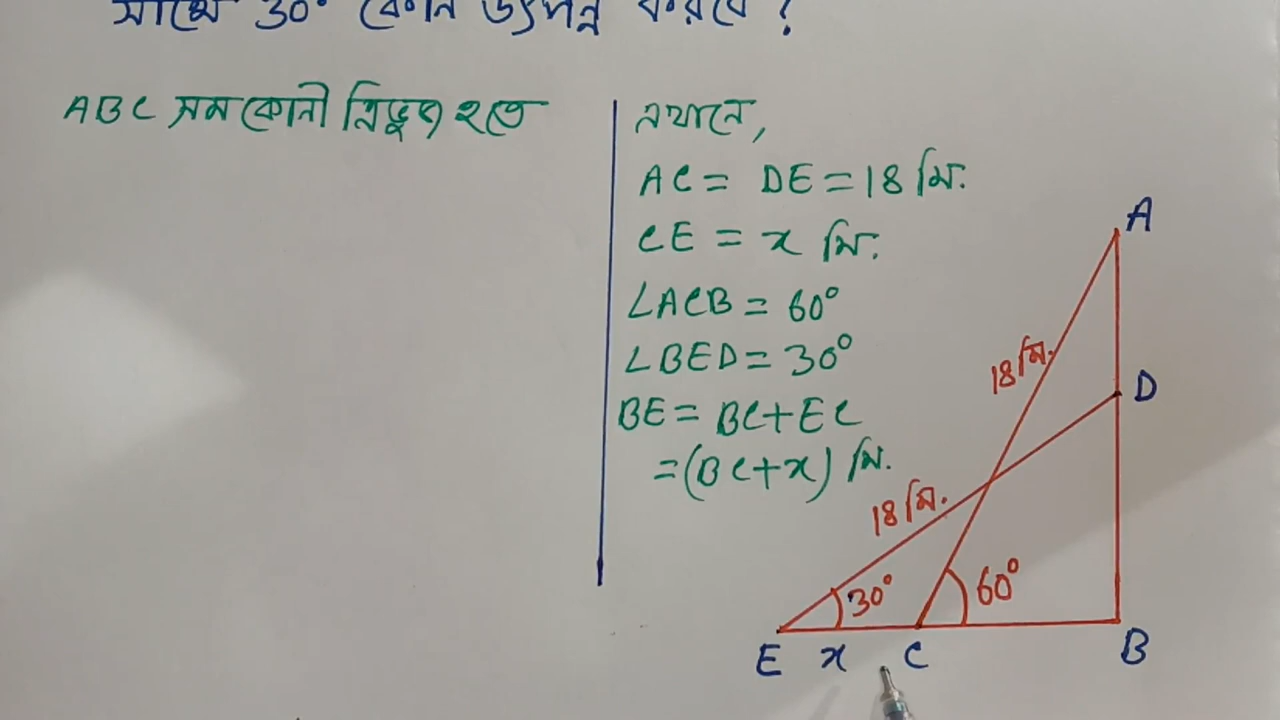 সাথে 30° কোণ উৎপন্ন করবে ?
ABC সমকোনী ত্রিভুজ হতে
এখানে,
AC = DE = 18 মি.
CE = x মি.
∠ACB = 60°
∠BED = 30°
BE = BC + EC
= (BC + x) মি.
A
18 মি.
D
18 মি.
30°
60°
E x C B